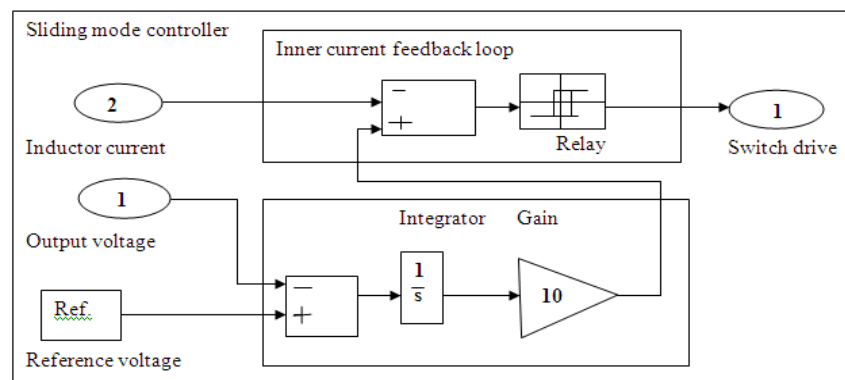 Sliding mode controller
Inner current feedback loop
2
−
+
Relay
1
Inductor current
Switch drive
1
Output voltage
Integrator
Gain
−
+
1
s
10
Ref.
Reference voltage